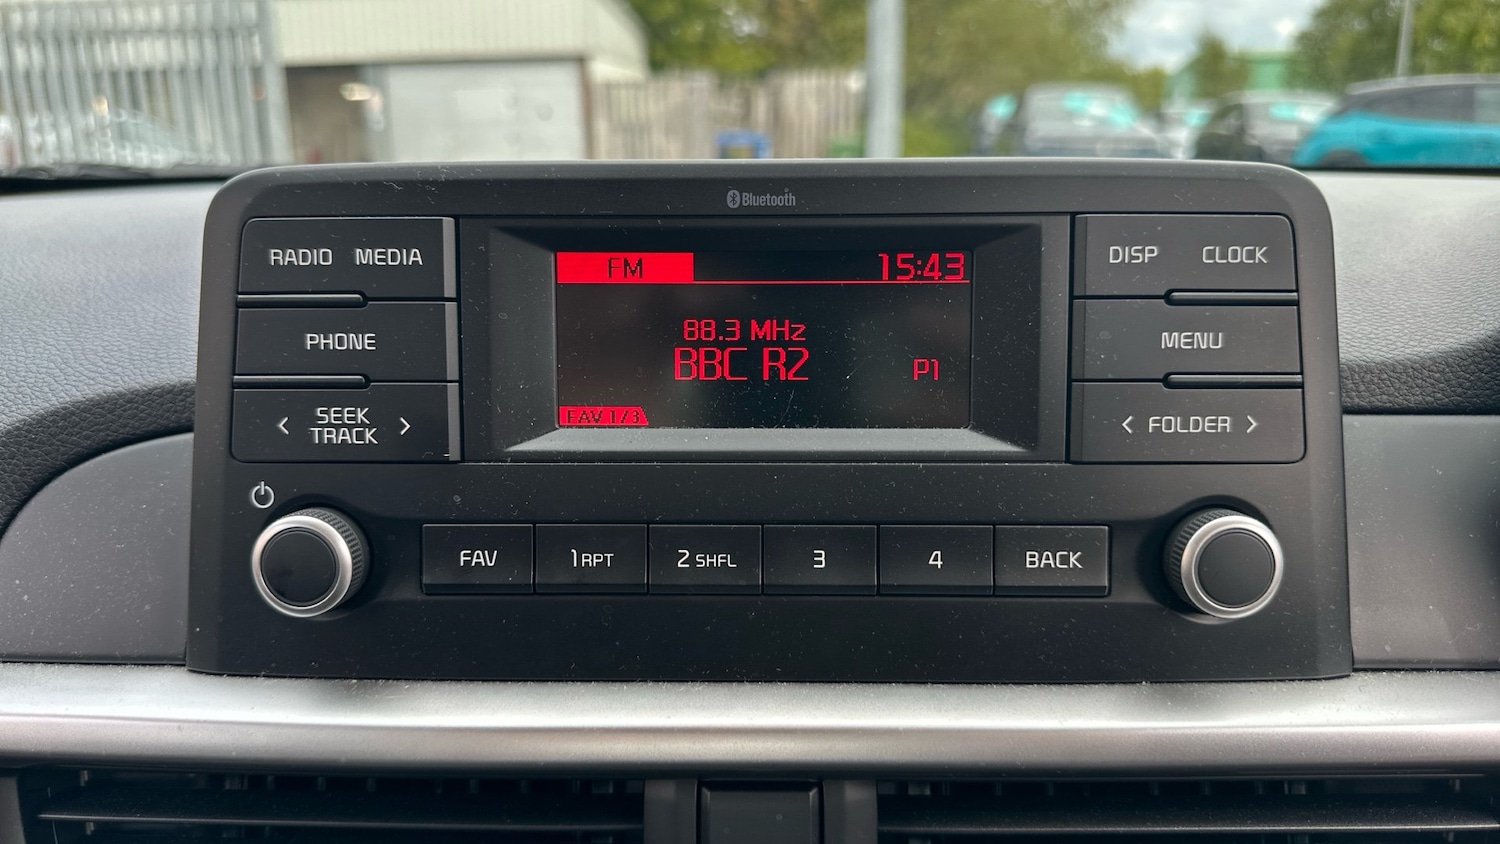 Bluetooth
RADIO MEDIA
PHONE
< SEEK TRACK >
FM 15:43
88.3 MHz
BBC R2
P1
FAV 1/3
DISP CLOCK
MENU
< FOLDER >
FAV 1 RPT 2 SHFL 3 4 BACK